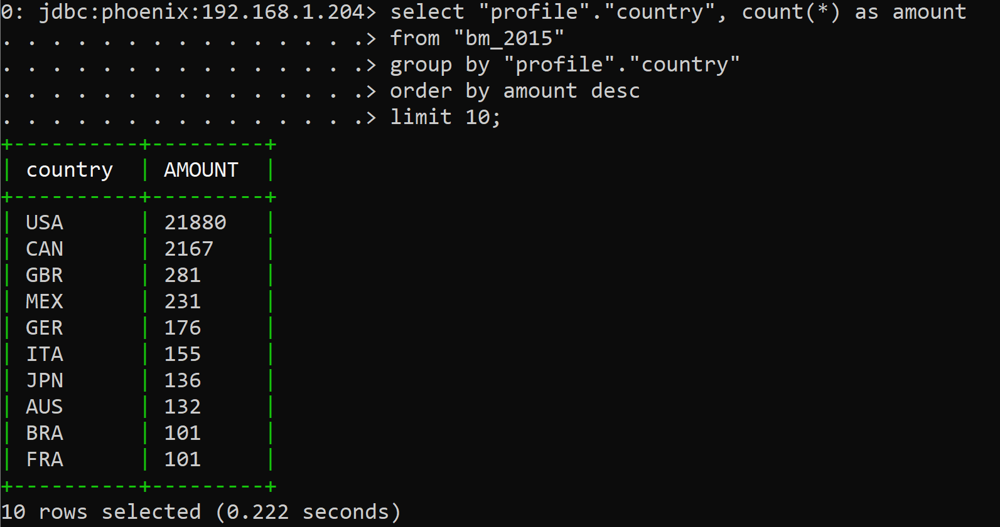 0: jdbc:phoenix:192.168.1.204> select "profile"."country", count(*) as amount
. . . . . . . . . . . . . . .> from "bm_2015"
. . . . . . . . . . . . . . .> group by "profile"."country"
. . . . . . . . . . . . . . .> order by amount desc
. . . . . . . . . . . . . . .> limit 10;
+----------+---------+
| country  | AMOUNT  |
+----------+---------+
| USA      | 21880   |
| CAN      | 2167    |
| GBR      | 281     |
| MEX      | 231     |
| GER      | 176     |
| ITA      | 155     |
| JPN      | 136     |
| AUS      | 132     |
| BRA      | 101     |
| FRA      | 101     |
+----------+---------+
10 rows selected (0.222 seconds)